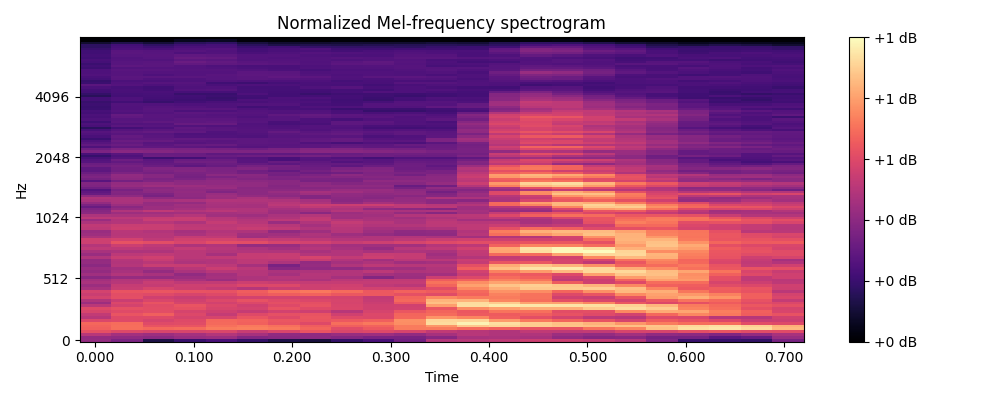 Normalized Mel-frequency spectrogram
Hz
4096
2048
1024
512
0
0.000 0.100 0.200 0.300 0.400 0.500 0.600 0.700
Time
+1 dB
+1 dB
+1 dB
+0 dB
+0 dB
+0 dB